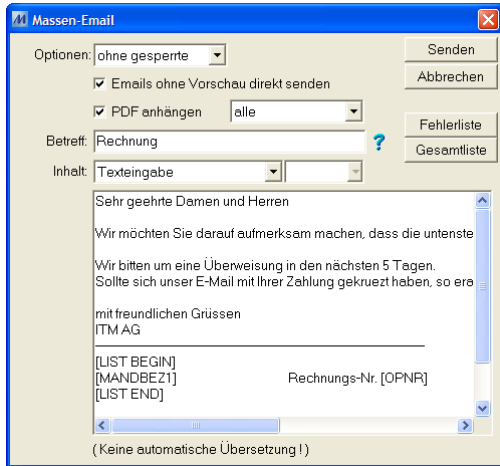 Massen-Email
Optionen: ohne gesperrte
Senden
Emails ohne Vorschau direkt senden
Abbrechen
PDF anhängen alle
Fehlerliste
Betreff: Rechnung ?
Gesamtliste
Inhalt: Texteingabe
Sehr geehrte Damen und Herren
Wir möchten Sie darauf aufmerksam machen, dass die untenste
Wir bitten um eine Überweisung in den nächsten 5 Tagen.
Sollte sich unser E-Mail mit Ihrer Zahlung gekruezt haben, so era
mit freundlichen Grüssen
ITM AG
[LIST BEGIN]
[MANDBEZ1] Rechnungs-Nr. [OPNR]
[LIST END]
( Keine automatische Übersetzung ! )